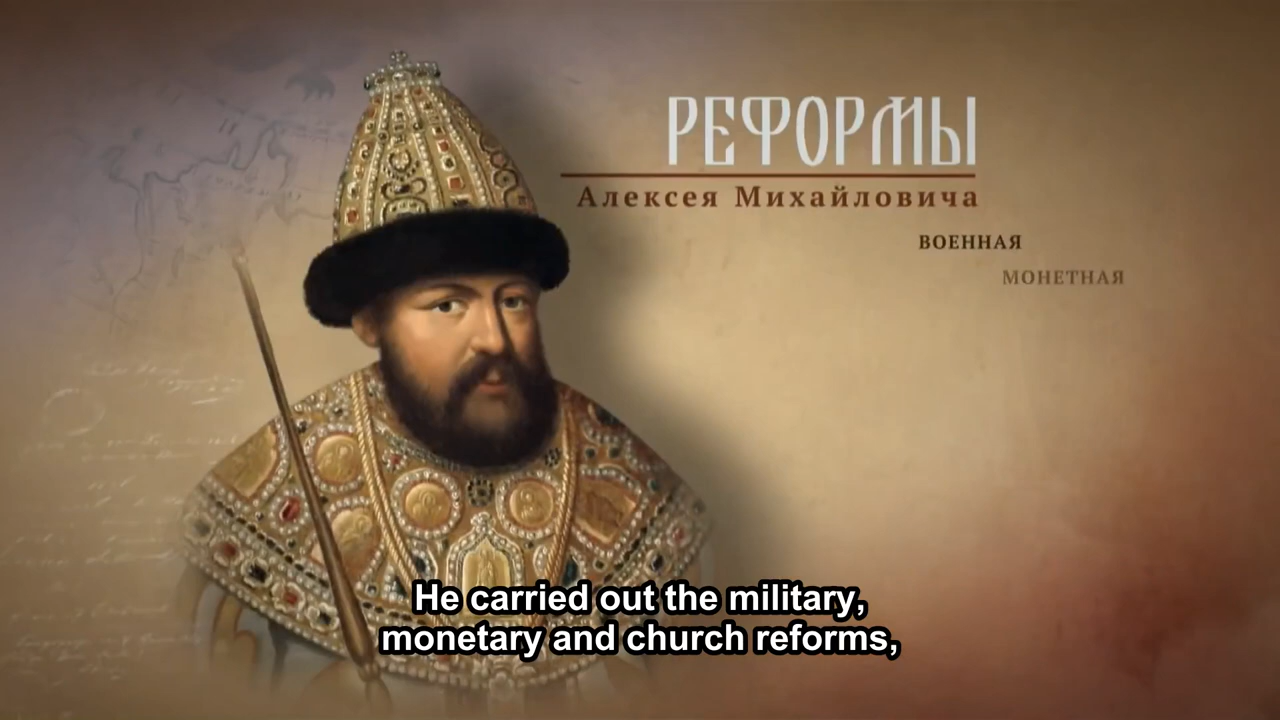 РЕФОРМЫ
Алексея Михайловича
ВОЕННАЯ
МОНЕТНАЯ
He carried out the military,
monetary and church reforms,